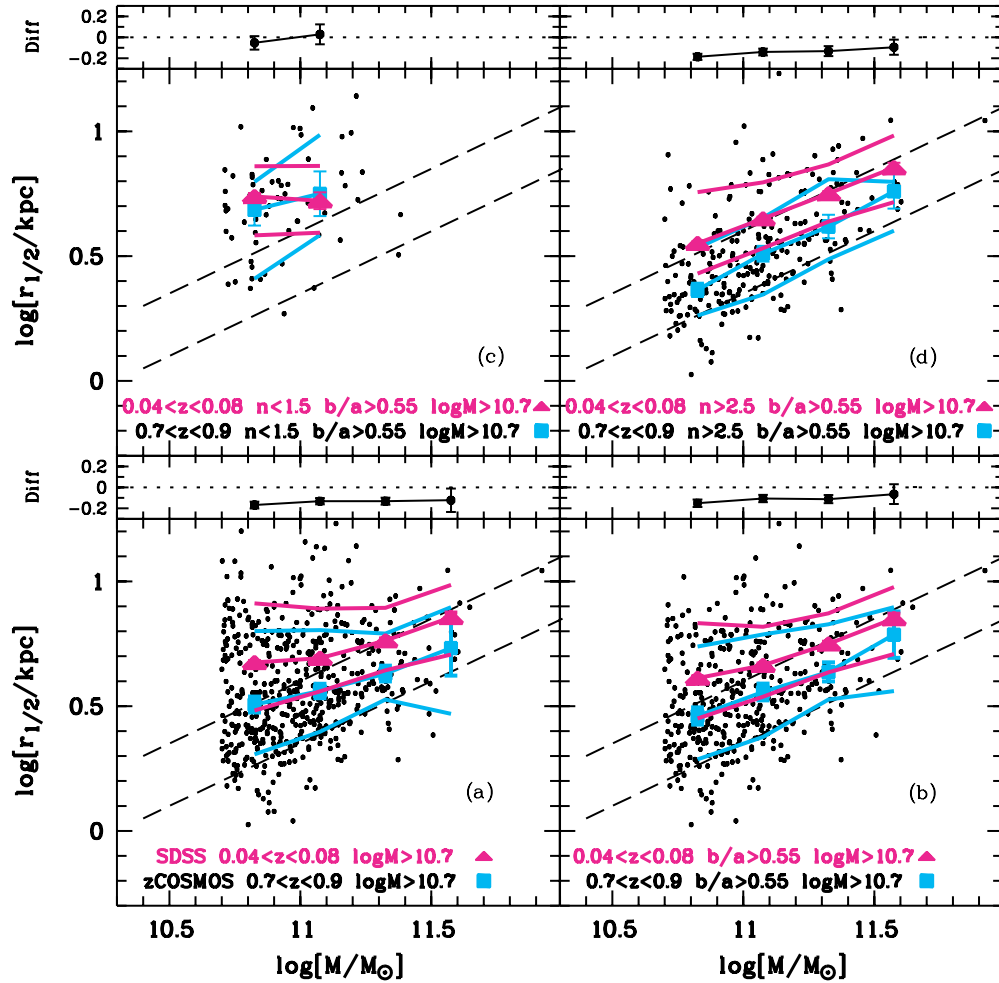 Diff
0.2
0
−0.2
log[r1/2/kpc]
1
0.5
0
(c)
0.04<z<0.08 n<1.5 b/a>0.55 logM>10.7
0.7<z<0.9 n<1.5 b/a>0.55 logM>10.7
(d)
0.04<z<0.08 n>2.5 b/a>0.55 logM>10.7
0.7<z<0.9 n>2.5 b/a>0.55 logM>10.7
Diff
0.2
0
−0.2
log[r1/2/kpc]
1
0.5
0
(a)
SDSS 0.04<z<0.08 logM>10.7
zCOSMOS 0.7<z<0.9 logM>10.7
(b)
0.04<z<0.08 b/a>0.55 logM>10.7
0.7<z<0.9 b/a>0.55 logM>10.7
10.5 11 11.5
10.5 11 11.5
log[M/M⊙]
log[M/M⊙]